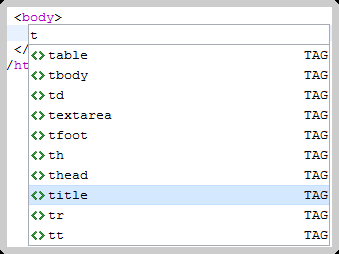 <body>
t
</
/ht
table TAG
tbody TAG
td TAG
textarea TAG
tfoot TAG
th TAG
thead TAG
title TAG
tr TAG
tt TAG